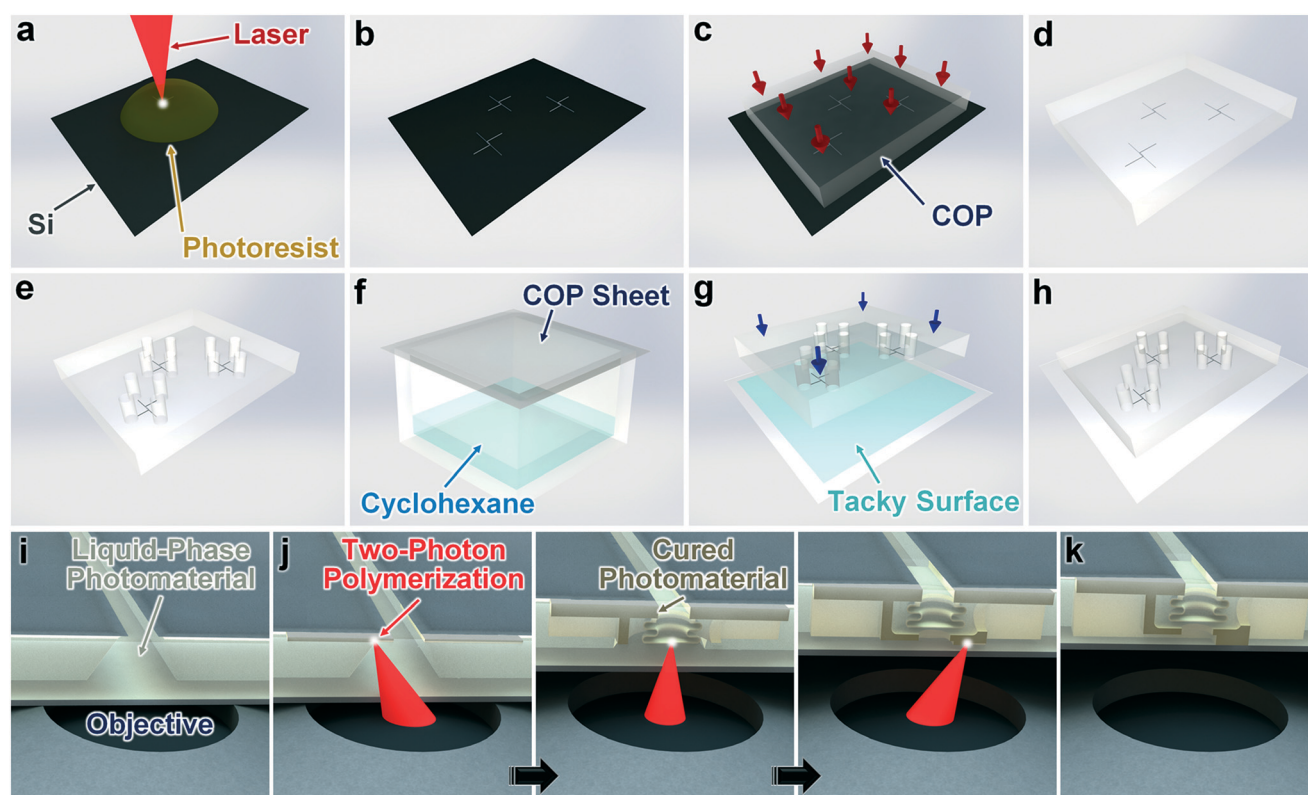 a
Laser
Si
Photoresist
b
c
COP
d
e
f
COP Sheet
Cyclohexane
g
Tacky Surface
h
i
Liquid-Phase
Photomaterial
Objective
j
Two-Photon
Polymerization
Cured
Photomaterial
k